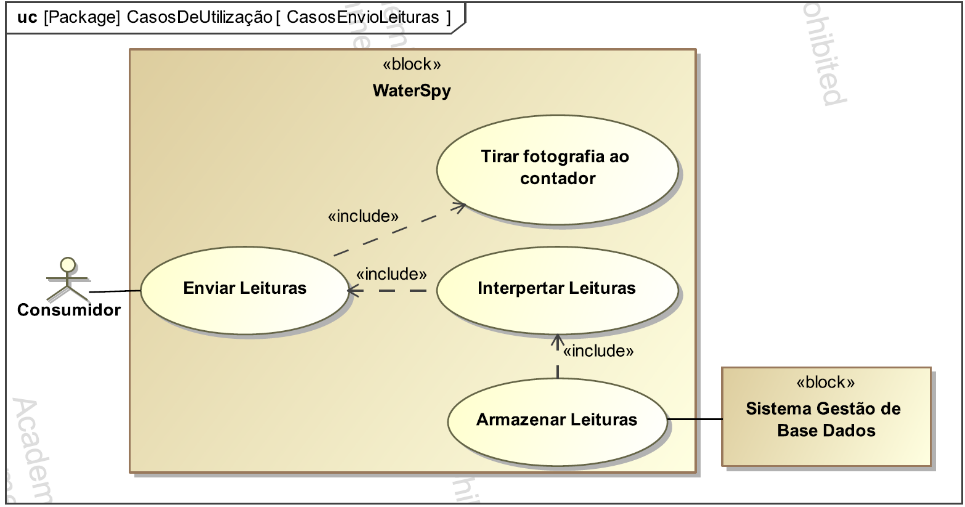 uc [Package] CasosDeUtilização [ CasosEnvioLeituras ]
«block»
WaterSpy
Tirar fotografia ao
contador
«include»
«include»
Enviar Leituras
Interpertar Leituras
Consumidor
«include»
Armazenar Leituras
«block»
Sistema Gestão de
Base Dados
Academ